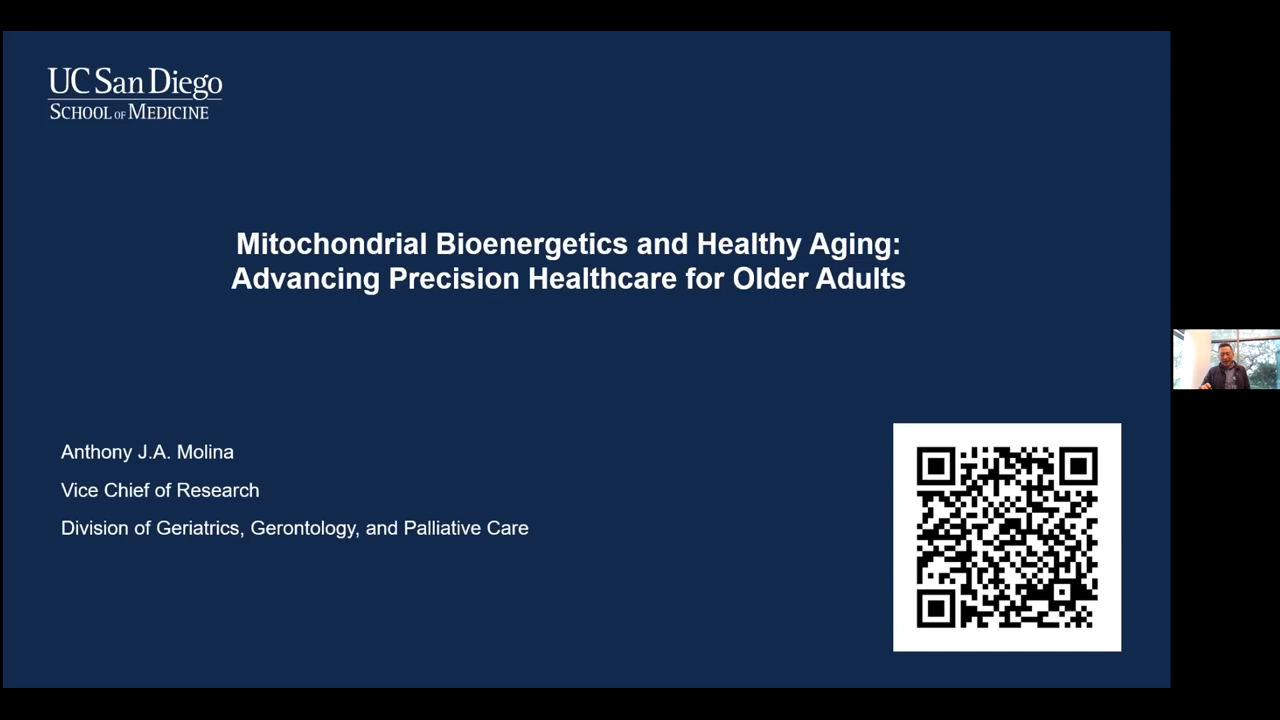 UC San Diego
SCHOOL OF MEDICINE
Mitochondrial Bioenergetics and Healthy Aging:
Advancing Precision Healthcare for Older Adults
Anthony J.A. Molina
Vice Chief of Research
Division of Geriatrics, Gerontology, and Palliative Care